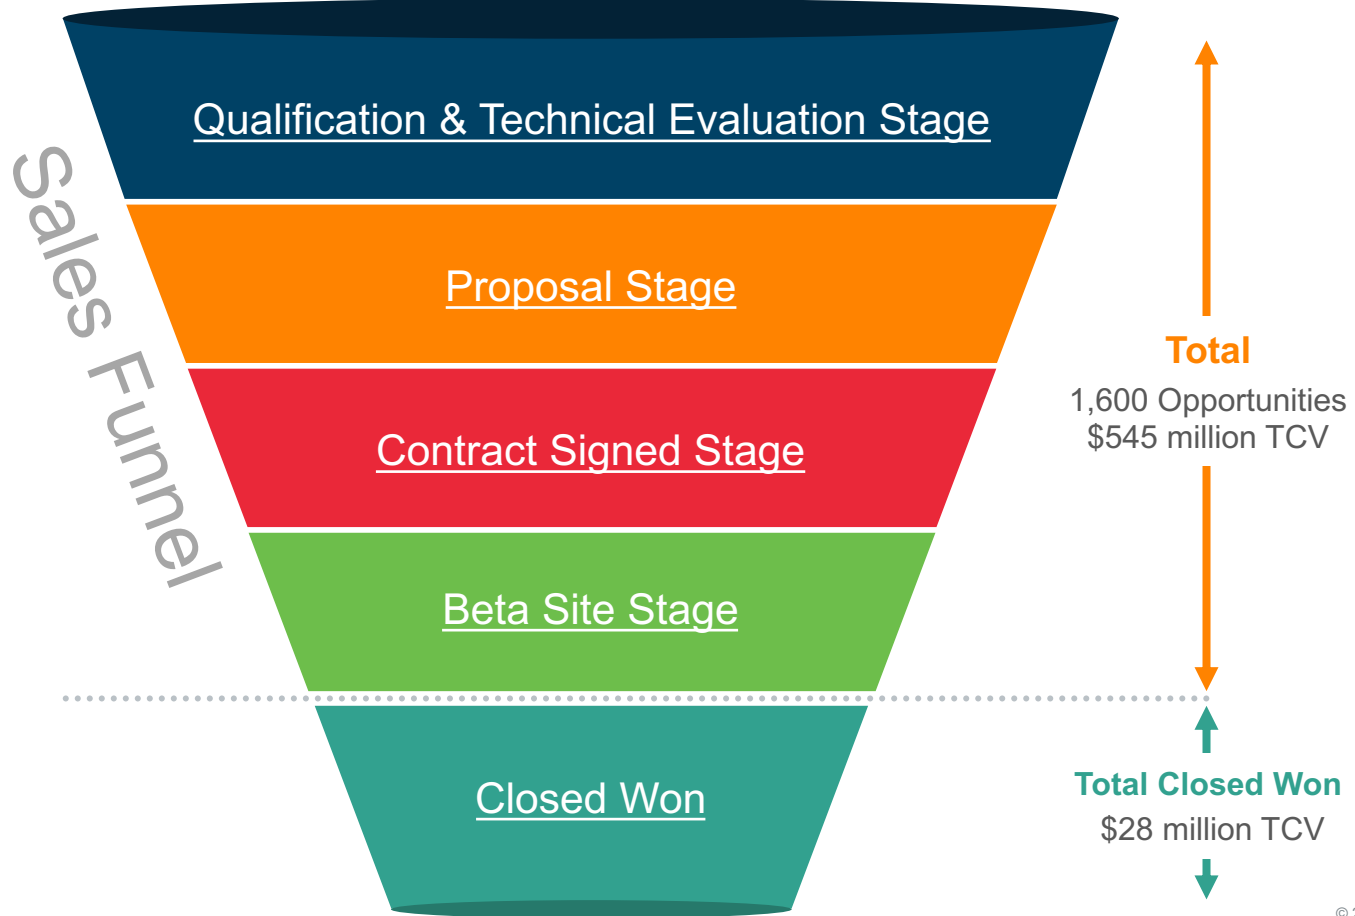 Sales Funnel
Qualification & Technical Evaluation Stage
Proposal Stage
Contract Signed Stage
Beta Site Stage
Closed Won
Total
1,600 Opportunities
$545 million TCV
Total Closed Won
$28 million TCV
©